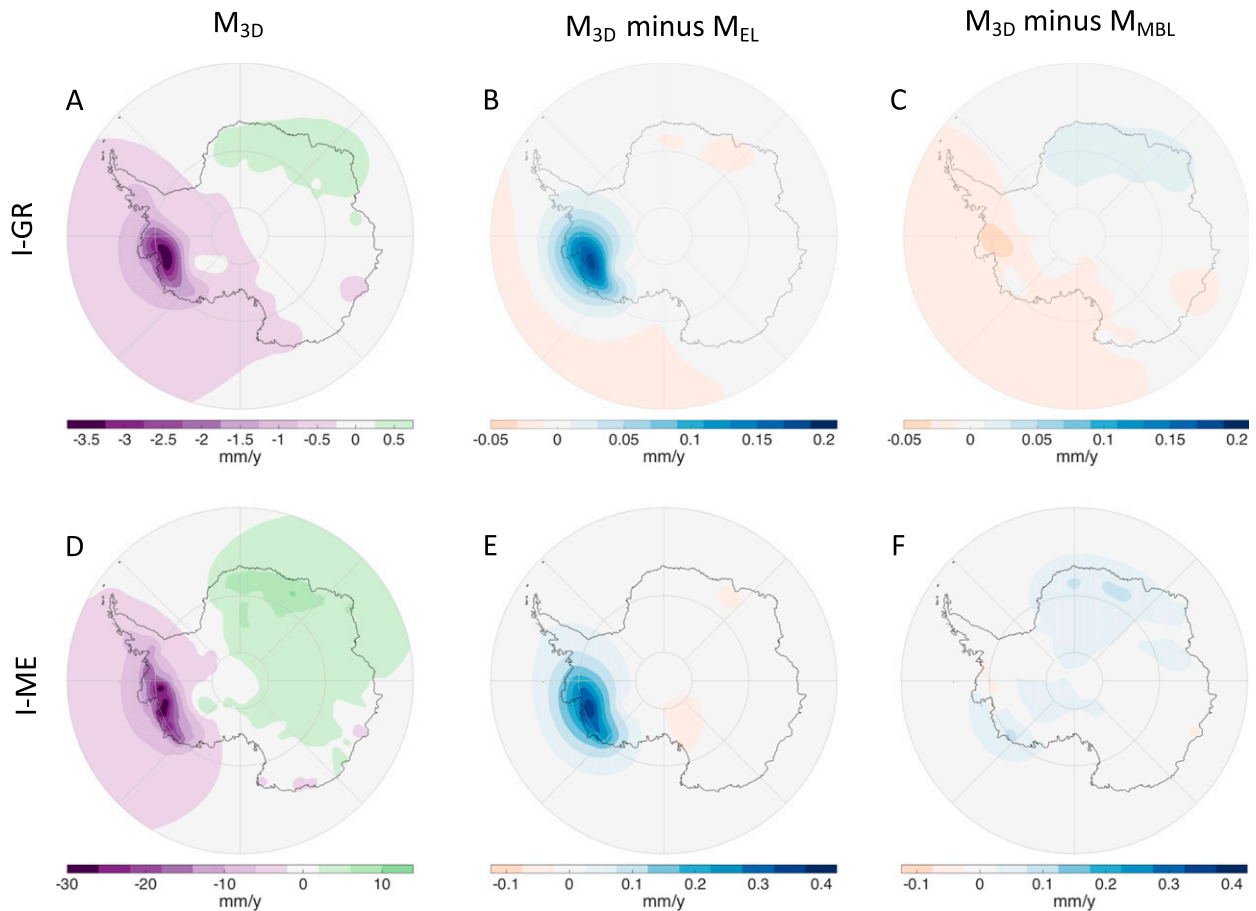 M3D
M3D minus MEL
M3D minus MMBL
I-GR
A
B
C
-3.5 -3 -2.5 -2 -1.5 -1 -0.5 0 0.5
mm/y
-0.05 0 0.05 0.1 0.15 0.2
mm/y
-0.05 0 0.05 0.1 0.15 0.2
mm/y
I-ME
D
E
F
-30 -20 -10 0 10
mm/y
-0.1 0 0.1 0.2 0.3 0.4
mm/y
-0.1 0 0.1 0.2 0.3 0.4
mm/y